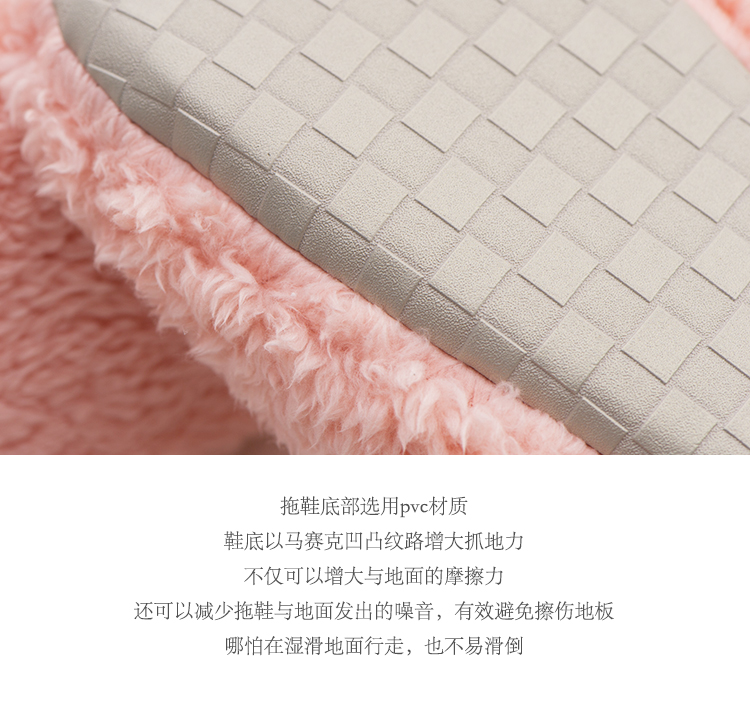 拖鞋底部选用pvc材质
鞋底以马赛克凹凸纹路增大抓地力
不仅可以增大与地面的摩擦力
还可以减少拖鞋与地面发出的噪音，有效避免擦伤地板
哪怕在湿滑地面行走，也不易滑倒